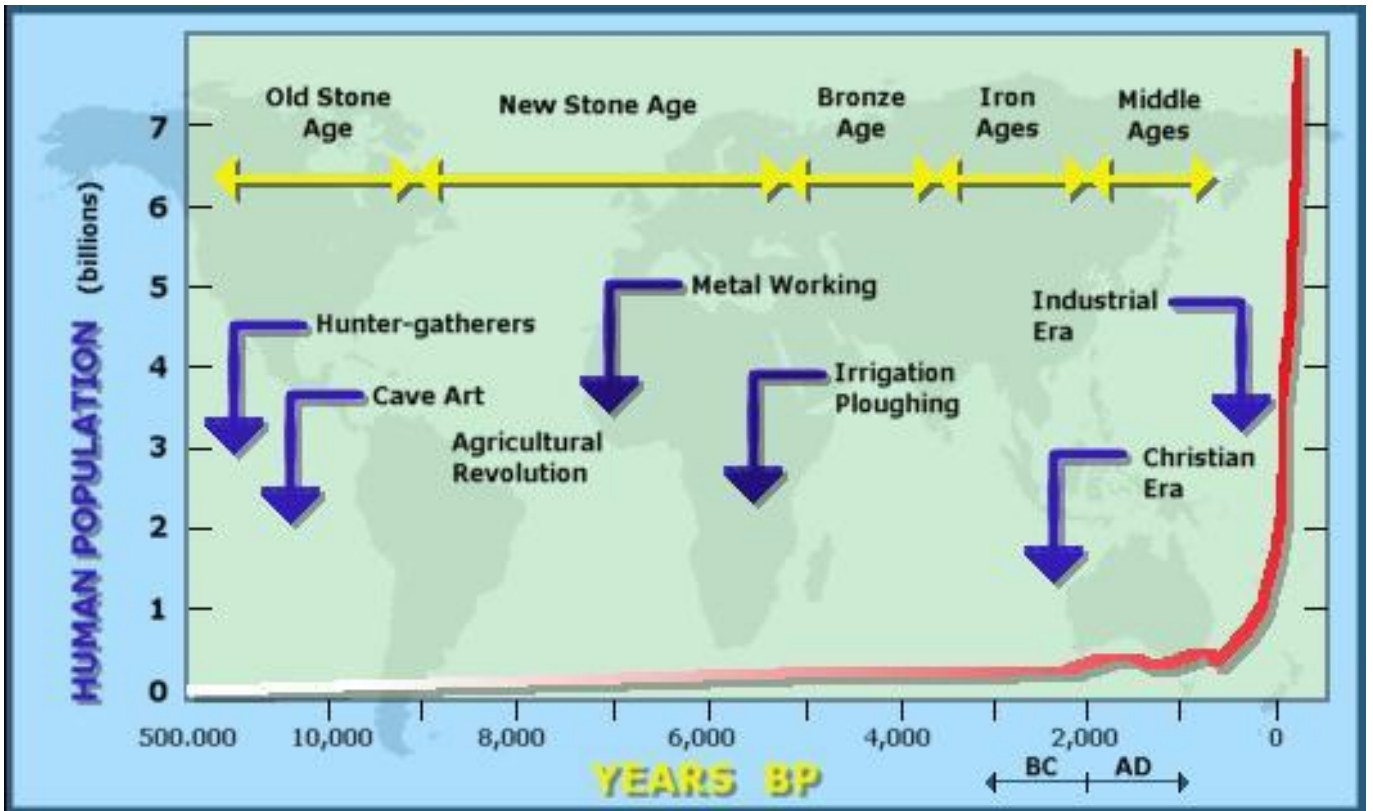 Old Stone
Age
New Stone Age
Bronze
Age
Iron
Ages
Middle
Ages
7
6
5
4
3
2
1
0
HUMAN POPULATION (billions)
Metal Working
Industrial
Era
Hunter-gatherers
Irrigation
Ploughing
Cave Art
Agricultural
Revolution
Christian
Era
500.000 10,000 8,000 6,000 4,000 2,000 0
YEARS BP
BC AD